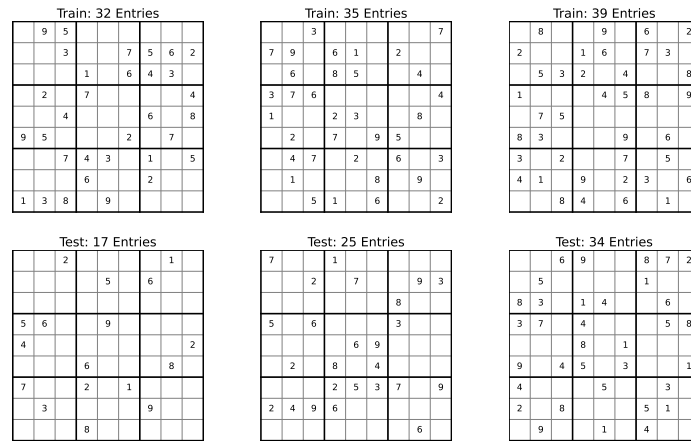 Train: 32 Entries
9 5
3 7 5 6 2
1 6 4 3
2 7 4
4 6 8
9 5 2 7
7 4 3 1 5
6 2
1 3 8 9
Train: 35 Entries
3 7
7 9 6 1 2
6 8 5 4
3 7 6 4
1 2 3 8
2 7 9 5
4 7 2 6 3
1 8 9
5 1 6 2
Train: 39 Entries
8 9 6 2
2 1 6 7 3
5 3 2 4 8
1 4 5 8 9
7 5
8 3 9 6
3 2 7 5
4 1 9 2 3 6
8 4 6 1
Test: 17 Entries
2 1
5 6
5 6 9
4 2
6 8
7 2 1
3 9
8
Test: 25 Entries
7 1
2 7 9 3
8
5 6 3
6 9
2 8 4
2 5 3 7 9
2 4 9 6
6
Test: 34 Entries
6 9 8 7 2
5 1
8 3 1 4 6
3 7 4 5 8
8 1
9 4 5 3 1
4 5 3
2 8 5 1
9 1 4